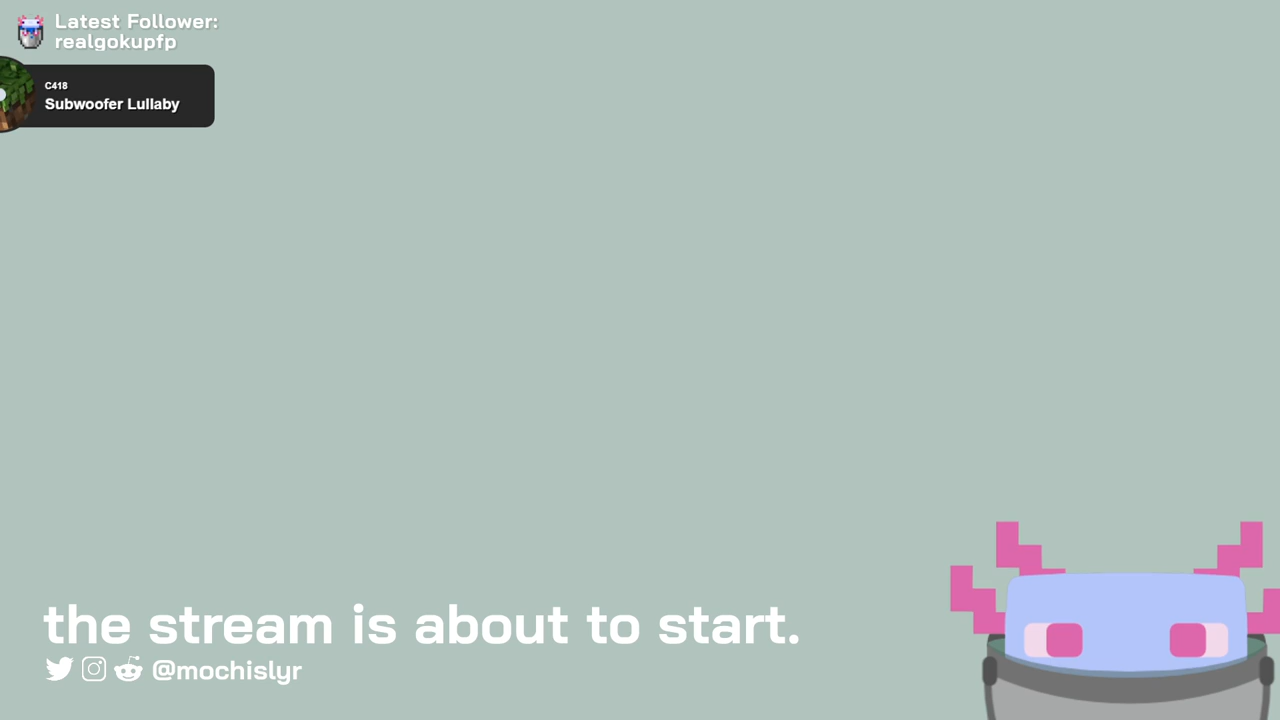 Latest Follower:
realgokupfp
C418
Subwoofer Lullaby
the stream is about to start.
@mochislyr